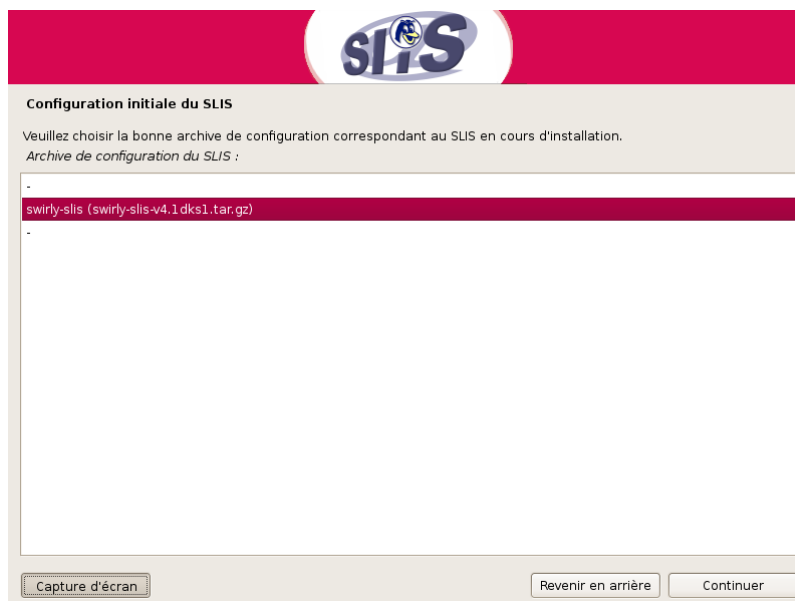 SLIS
Configuration initiale du SLIS
Veuillez choisir la bonne archive de configuration correspondant au SLIS en cours d'installation.
Archive de configuration du SLIS :
-
swirly-slis (swirly-slis-v4.1dks1.tar.gz)
-
Capture d'écran
Revenir en arrière
Continuer